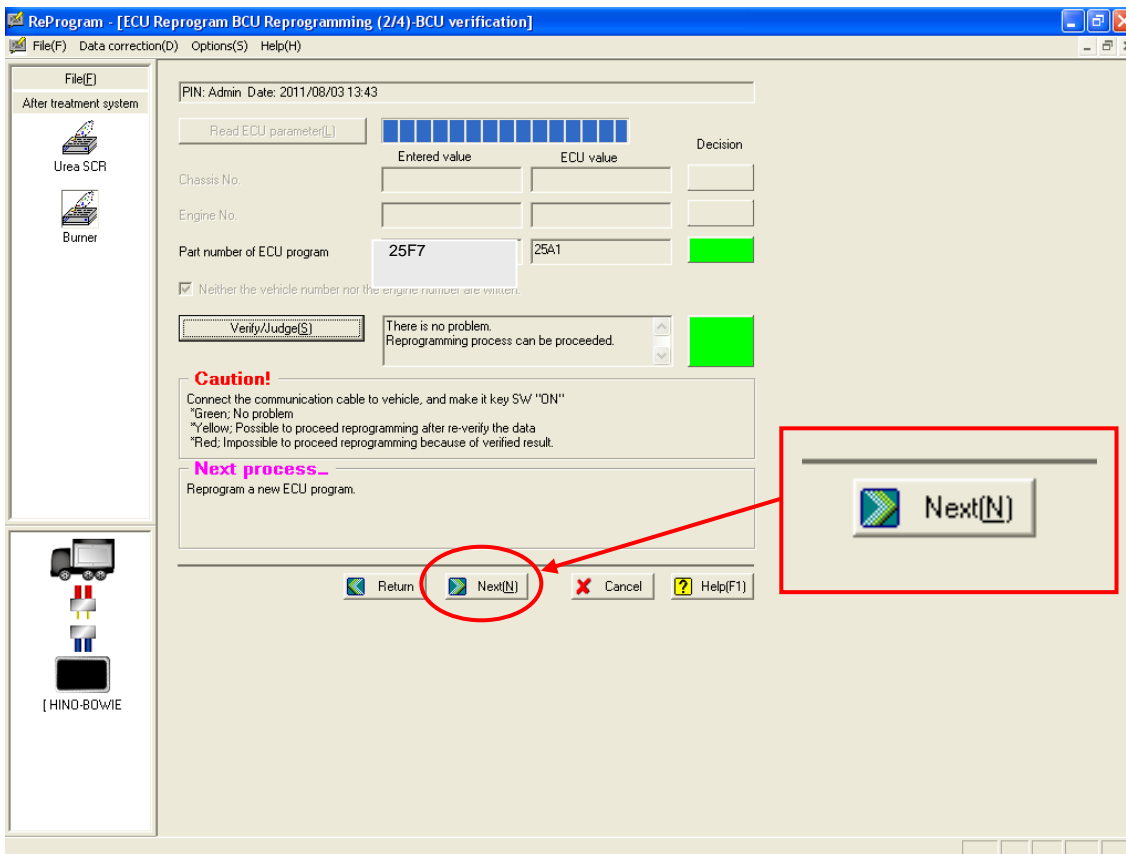 ReProgram - [ECU Reprogram BCU Reprogramming (2/4)-BCU verification]
File(F) Data correction(D) Options(S) Help(H)
File(F)
After treatment system
Urea SCR
Burner
[ HINO-BOWIE
PIN: Admin Date: 2011/08/03 13:43
Read ECU parameter(L)
Entered value ECU value Decision
Chassis No.
Engine No.
Part number of ECU program 25F7 25A1
Neither the vehicle number nor the engine number are written.
Verify/Judge(S)
There is no problem.
Reprogramming process can be proceeded.
Caution!
Connect the communication cable to vehicle, and make it key SW "ON"
*Green; No problem
*Yellow; Possible to proceed reprogramming after re-verify the data
*Red; Impossible to proceed reprogramming because of verified result.
Next process...
Reprogram a new ECU program.
Return Next(N) Cancel ? Help(F1)
Next(N)